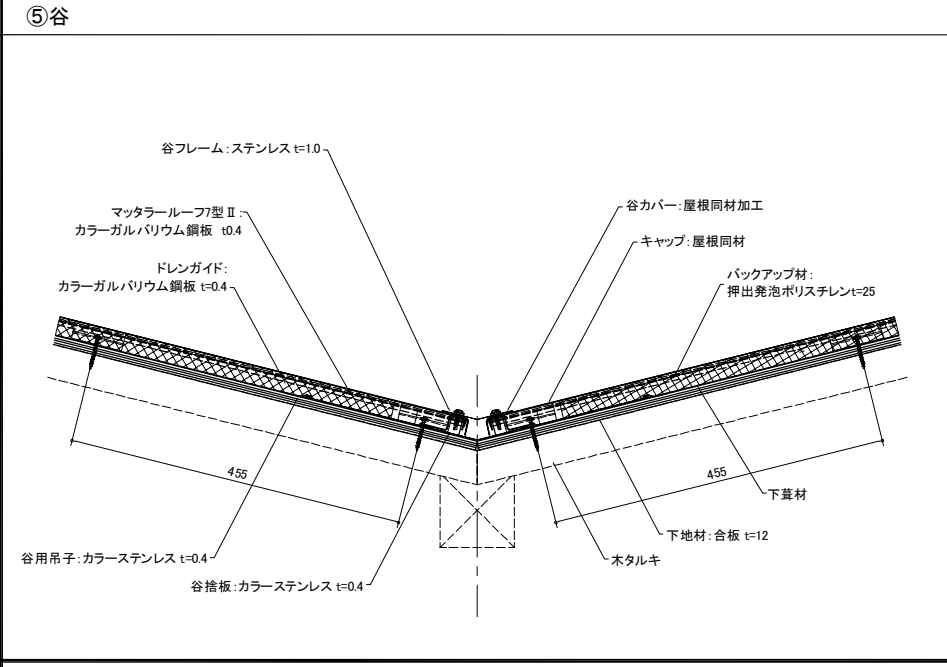 ⑤谷
谷フレーム:ステンレス t=1.0
マッタラールーフ7型Ⅱ:
カラーガルバリウム鋼板 t0.4
ドレンガイド:
カラーガルバリウム鋼板 t=0.4
谷カバー:屋根同材加工
キャップ:屋根同材
バックアップ材:
押出発泡ポリスチレンt=25
455
455
下葺材
下地材:合板 t=12
木タルキ
谷用吊子:カラーステンレス t=0.4
谷捨板:カラーステンレス t=0.4